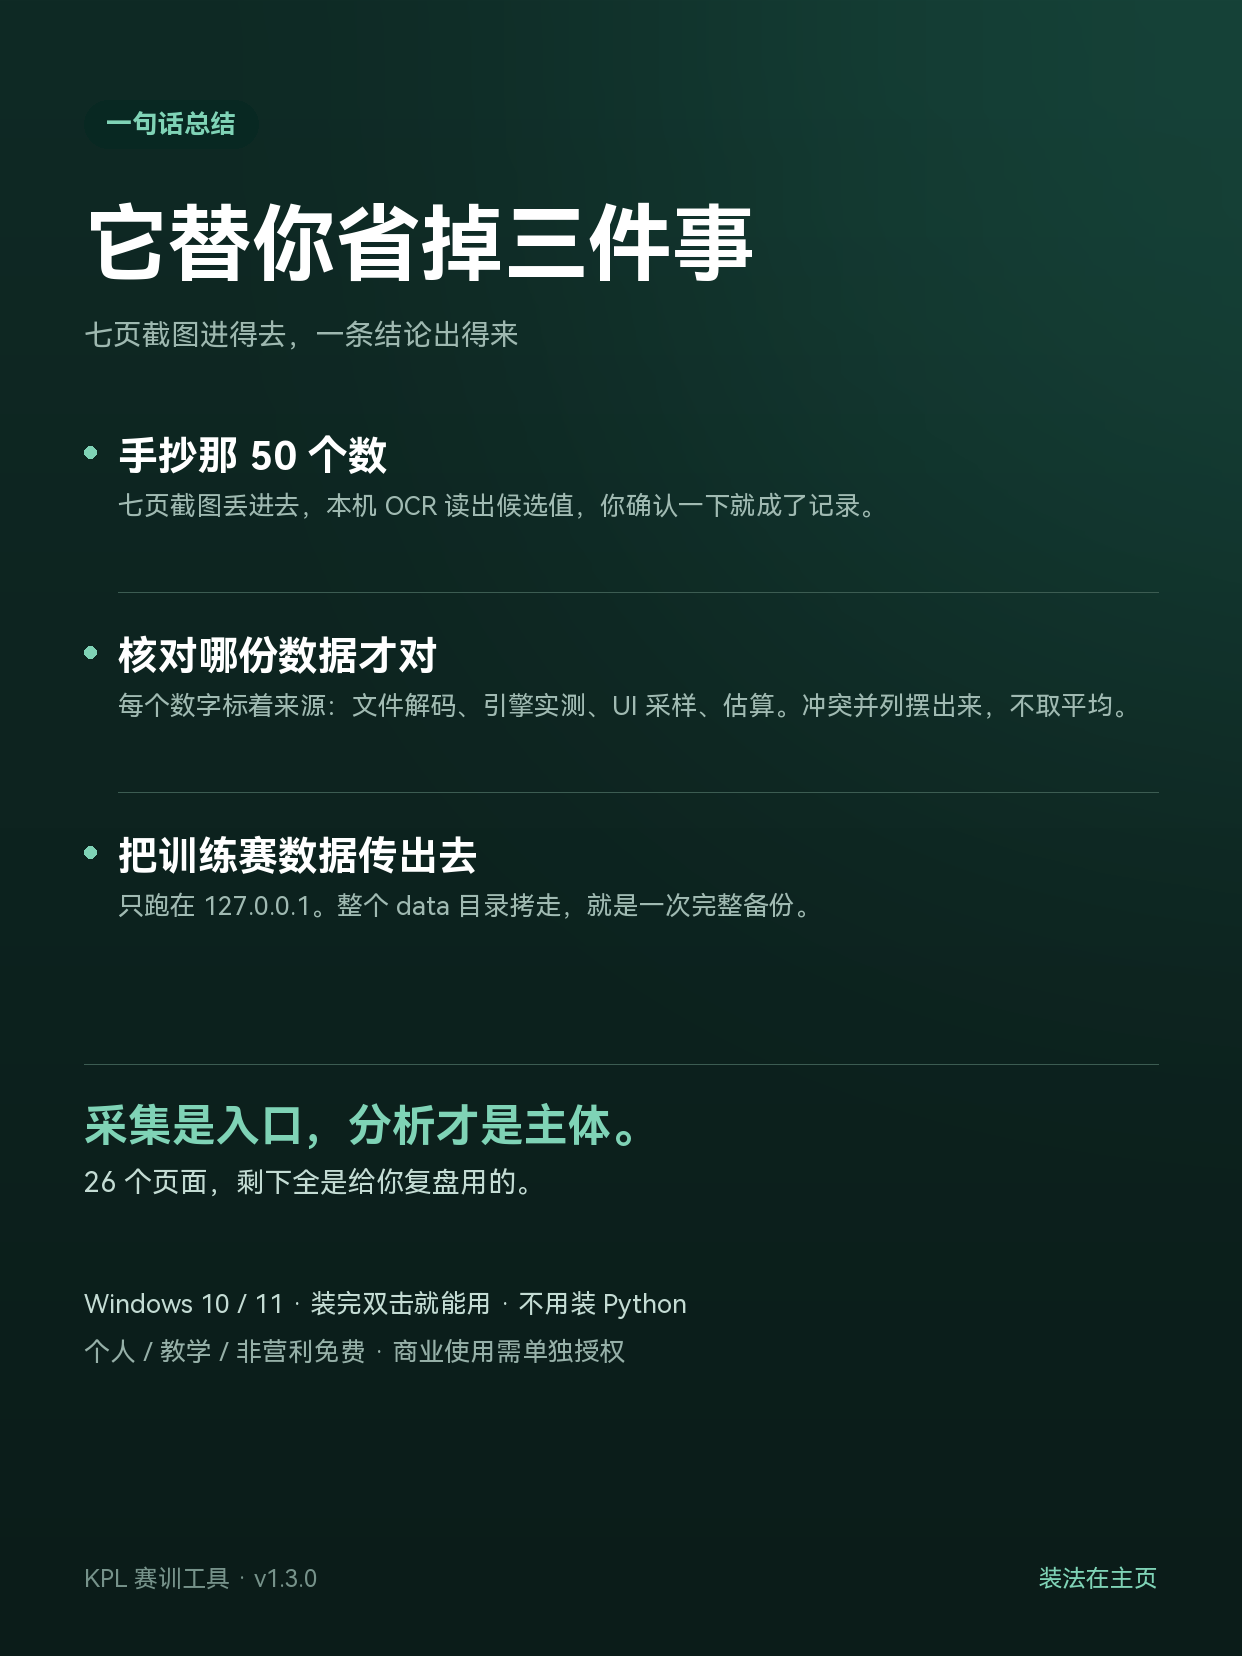 一句话总结
它替你省掉三件事
七页截图进得去，一条结论出得来
手抄那 50 个数
七页截图丢进去，本机 OCR 读出候选值，你确认一下就成了记录。
核对哪份数据才对
每个数字标着来源：文件解码、引擎实测、UI 采样、估算。冲突并列摆出来，不取平均。
把训练赛数据传出去
只跑在 127.0.0.1。整个 data 目录拷走，就是一次完整备份。
采集是入口，分析才是主体。
26 个页面，剩下全是给你复盘用的。
Windows 10 / 11 · 装完双击就能用 · 不用装 Python
个人 / 教学 / 非营利免费 · 商业使用需单独授权
KPL 赛训工具 · v1.3.0
装法在主页